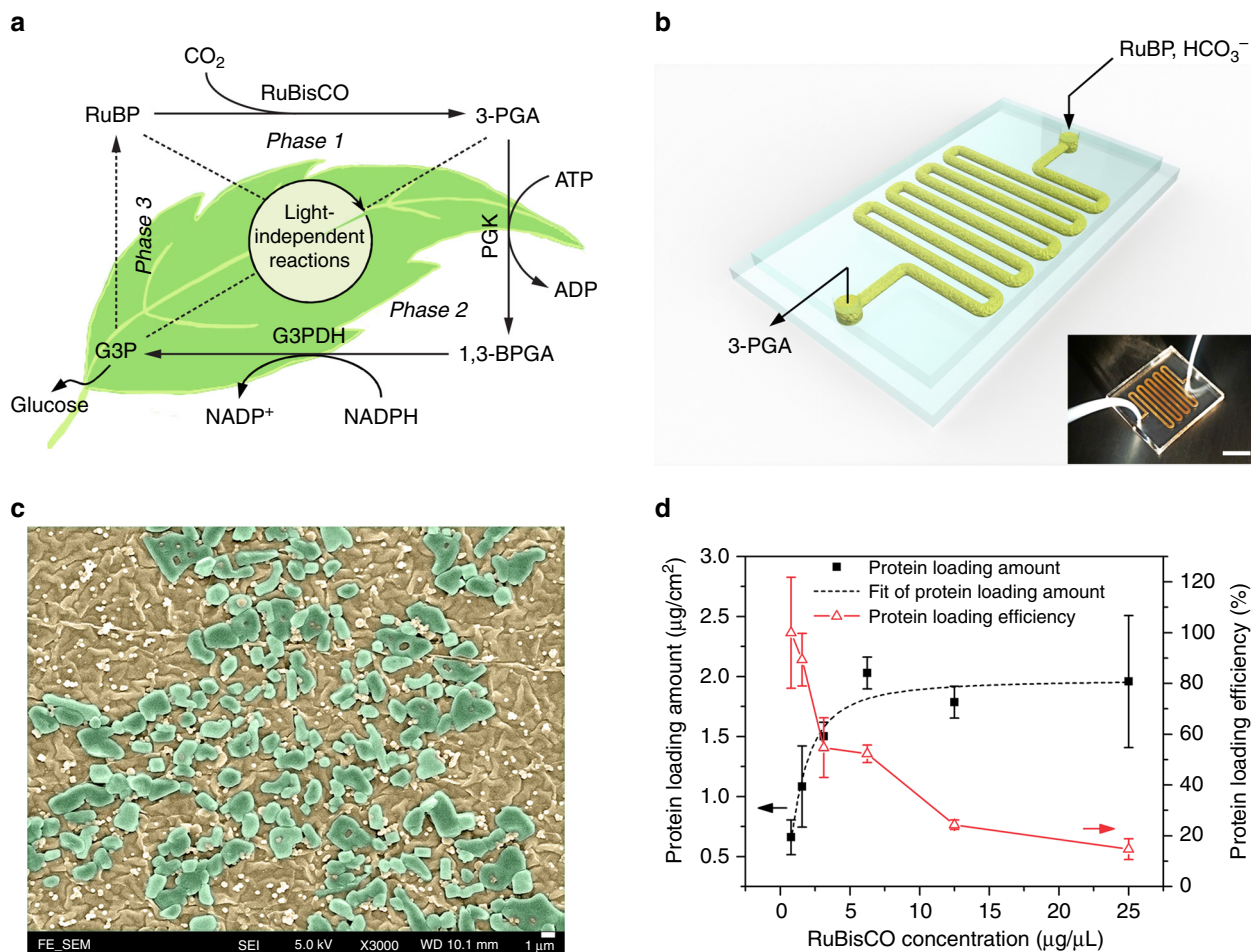 a
CO₂
RuBisCO
RuBP
3-PGA
Phase 1
ATP
Light-
independent
reactions
Phase 3
PGK
ADP
Phase 2
G3PDH
G3P
1,3-BPGA
Glucose
NADP⁺
NADPH
b
RuBP, HCO₃⁻
3-PGA
c
FE_SEM SEI 5.0 kV X3000 WD 10.1 mm 1 µm
d
Protein loading amount
Fit of protein loading amount
Protein loading efficiency
Protein loading amount (µg/cm²)
3.0
2.5
2.0
1.5
1.0
0.5
Protein loading efficiency (%)
120
100
80
60
40
20
0
0 5 10 15 20 25
RuBisCO concentration (µg/µL)